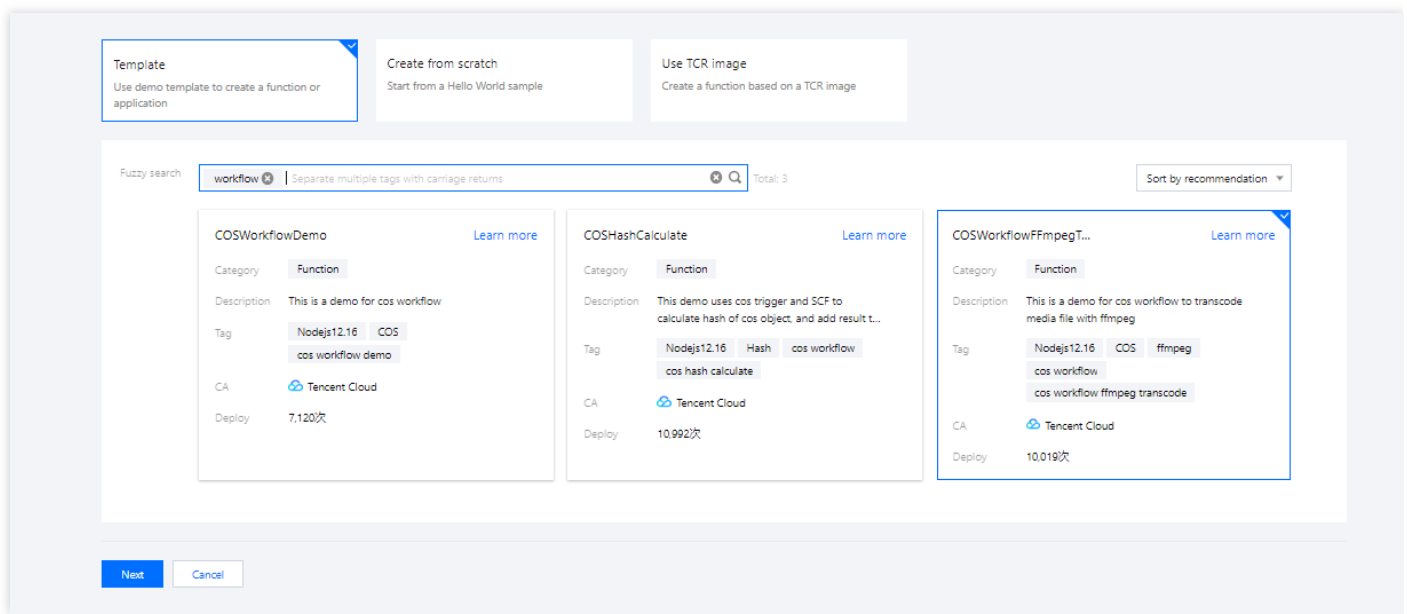 Template
Use demo template to create a function or
application
Create from scratch
Start from a Hello World sample
Use TCR image
Create a function based on a TCR image
Fuzzy search
workflow
Separate multiple tags with carriage returns
Total: 3
Sort by recommendation
COSWorkflowDemo
Learn more
Category
Function
Description
This is a demo for cos workflow
Tag
Nodejs12.16
COS
cos workflow demo
CA
Tencent Cloud
Deploy
7,120次
COSHashCalculate
Learn more
Category
Function
Description
This demo uses cos trigger and SCF to
calculate hash of cos object, and add result t...
Tag
Nodejs12.16
Hash
cos workflow
cos hash calculate
CA
Tencent Cloud
Deploy
10,992次
COSWorkflowFFmpegT...
Learn more
Category
Function
Description
This is a demo for cos workflow to transcode
media file with ffmpeg
Tag
Nodejs12.16
COS
ffmpeg
cos workflow
cos workflow ffmpeg transcode
CA
Tencent Cloud
Deploy
10,019次
Next
Cancel